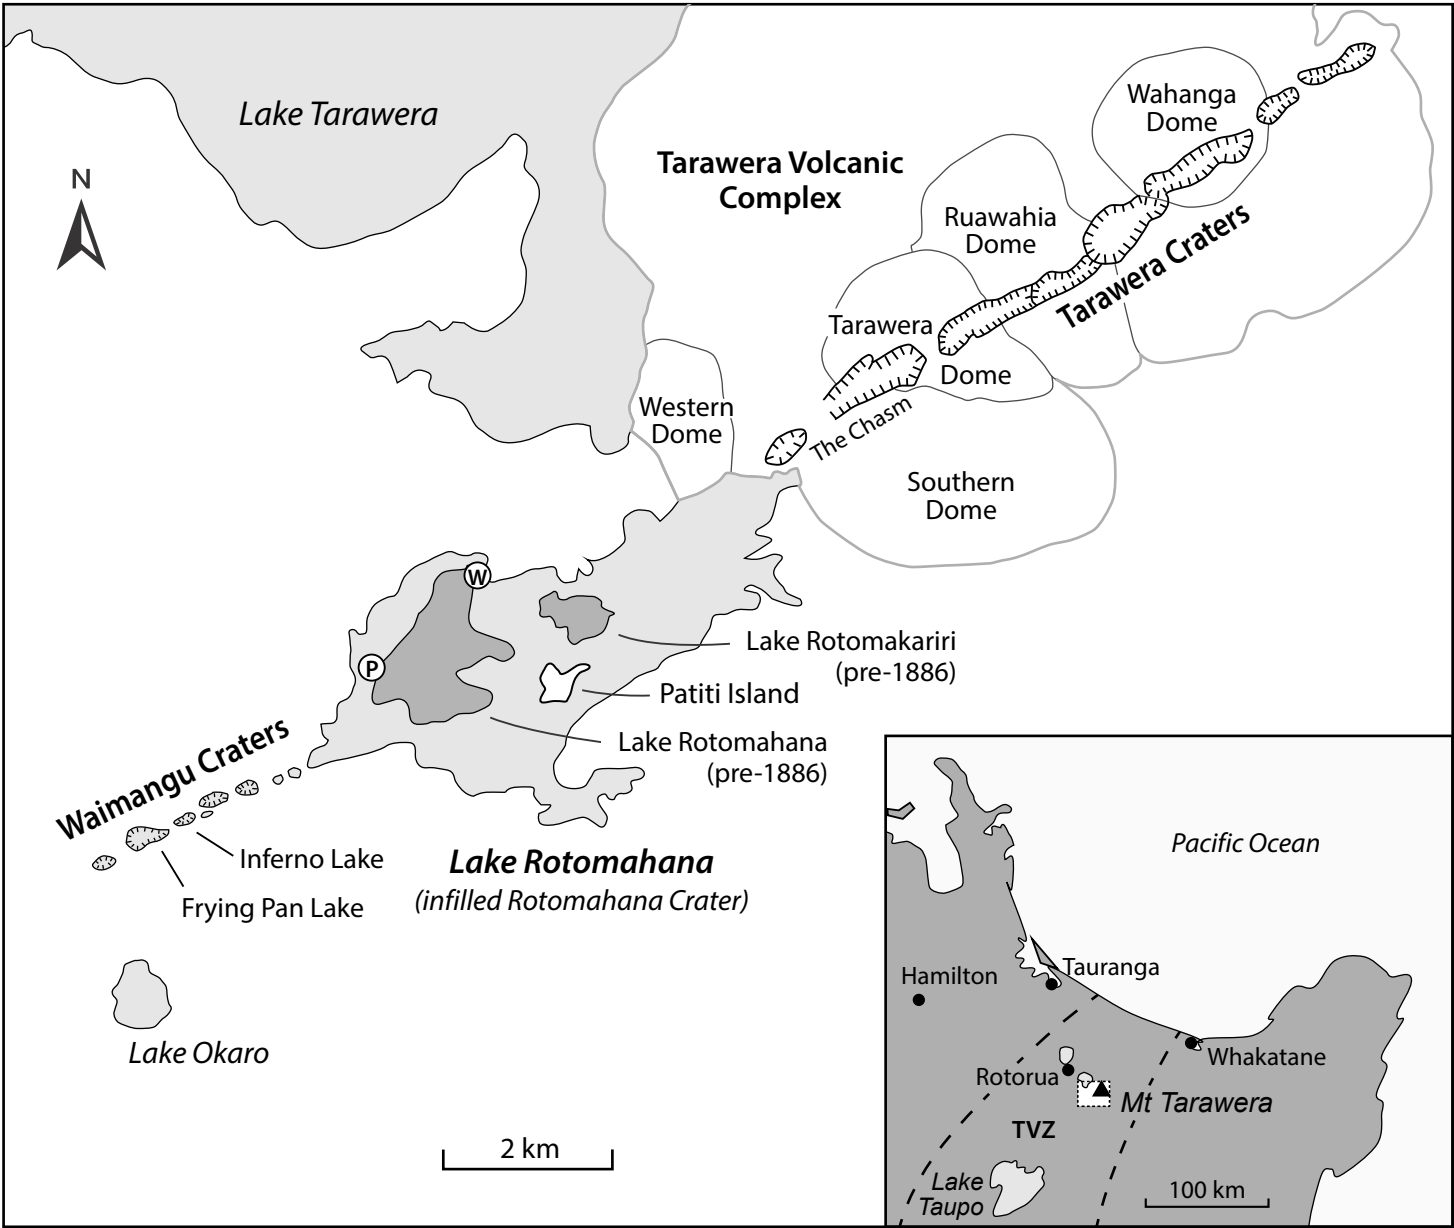 Lake Tarawera
N
Tarawera Volcanic
Complex
Wahanga
Dome
Ruawahia
Dome
Tarawera Craters
Tarawera
Dome
The Chasm
Western
Dome
Southern
Dome
W
P
Lake Rotomakariri
(pre-1886)
Patiti Island
Lake Rotomahana
(pre-1886)
Waimangu Craters
Inferno Lake
Frying Pan Lake
Lake Rotomahana
(infilled Rotomahana Crater)
Lake Okaro
2 km
Pacific Ocean
Hamilton
Tauranga
Whakatane
Rotorua
Mt Tarawera
TVZ
Lake
Taupo
100 km